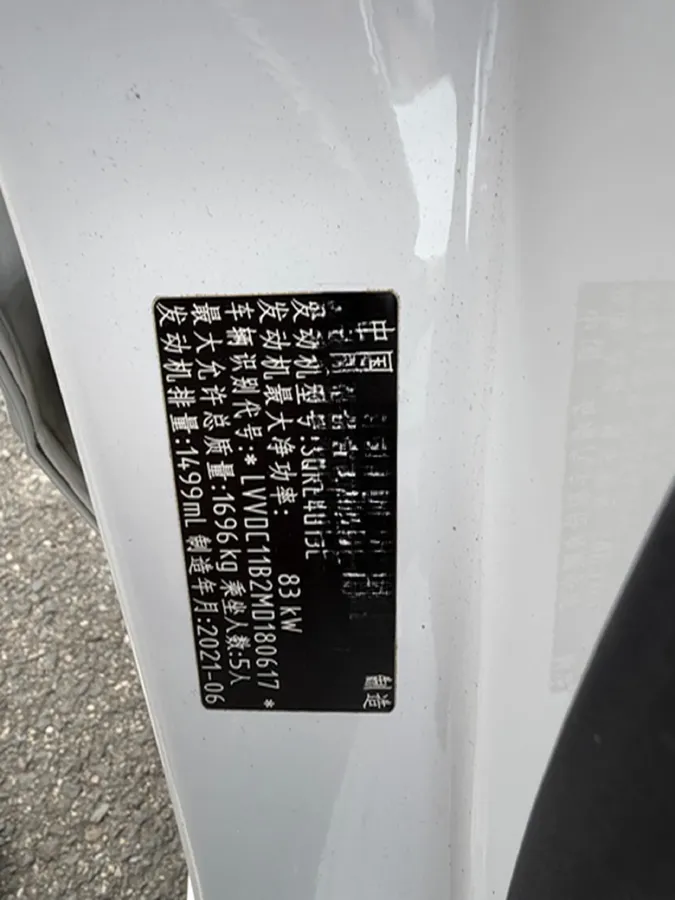 中国 制造
发动机型号:SQRE4G15C
发动机最大净功率: 83 kW
车辆识别代号:*LVVDC11B2MD180617*
最大允许总质量:1696kg 乘坐人数:5人
发动机排量:1499mL 制造年月:2021-06